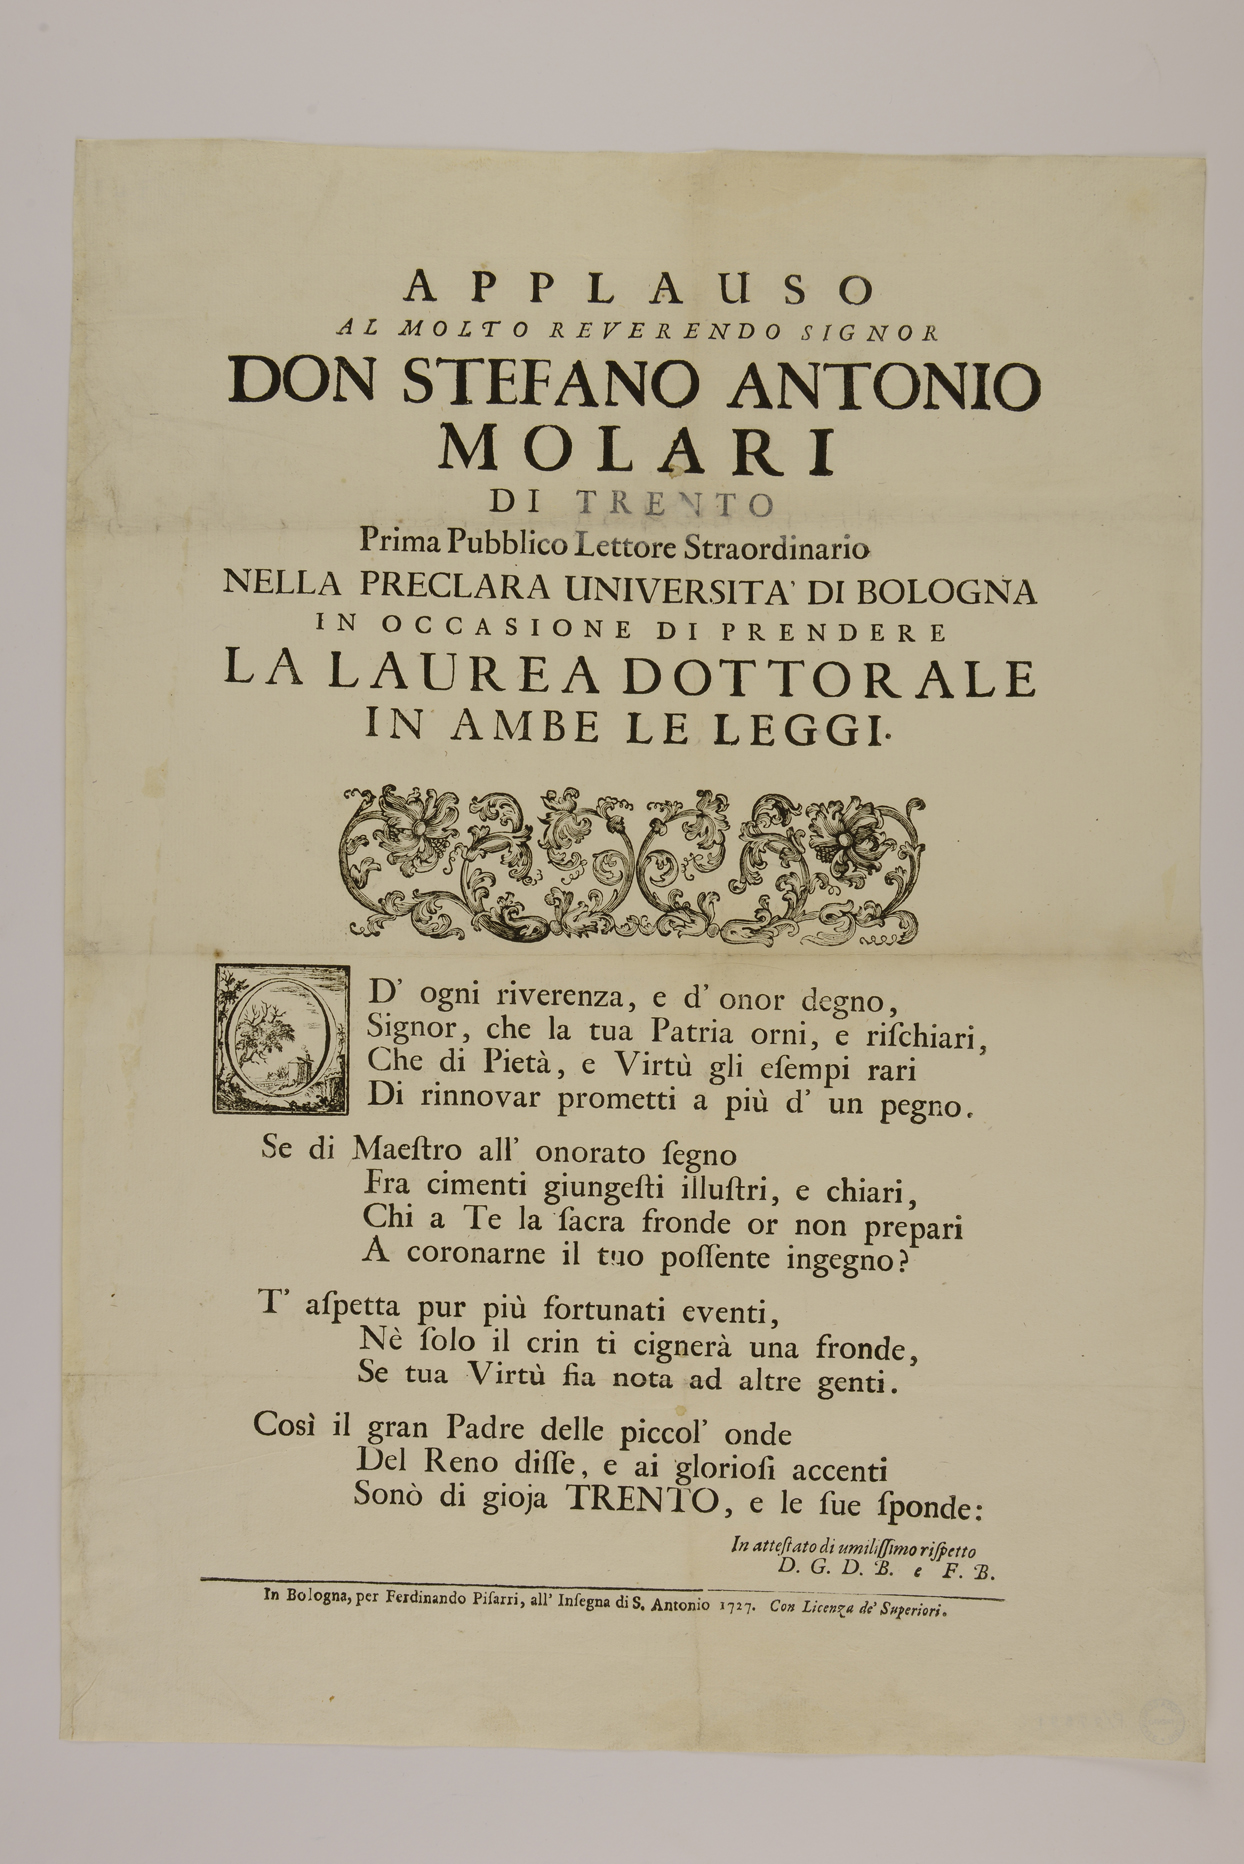 APPLAUSO
AL MOLTO REVERENDO SIGNOR
DON STEFANO ANTONIO
MOLARI
DI TRENTO
Prima Pubblico Lettore Straordinario
NELLA PRECLARA UNIVERSITA' DI BOLOGNA
IN OCCASIONE DI PRENDERE
LA LAUREA DOTTORALE
IN AMBE LE LEGGI.
O D' ogni riverenza, e d' onor degno,
Signor, che la tua Patria orni, e riſchiari,
Che di Pietà, e Virtù gli eſempi rari
Di rinnovar prometti a più d' un pegno.
Se di Maeſtro all' onorato ſegno
Fra cimenti giungeſti illuſtri, e chiari,
Chi a Te la ſacra fronde or non prepari
A coronarne il tuo poſſente ingegno?
T' aſpetta pur più fortunati eventi,
Nè ſolo il crin ti cignerà una fronde,
Se tua Virtù fia nota ad altre genti.
Così il gran Padre delle piccol' onde
Del Reno diſſe, e ai glorioſi accenti
Sonò di gioja TRENTO, e le ſue ſponde:
In atteſtato di umiliſſimo riſpetto
D. G. D. B. e F. B.
In Bologna, per Ferdinando Piſarri, all' Inſegna di S. Antonio 1727. Con Licenza de' Superiori.